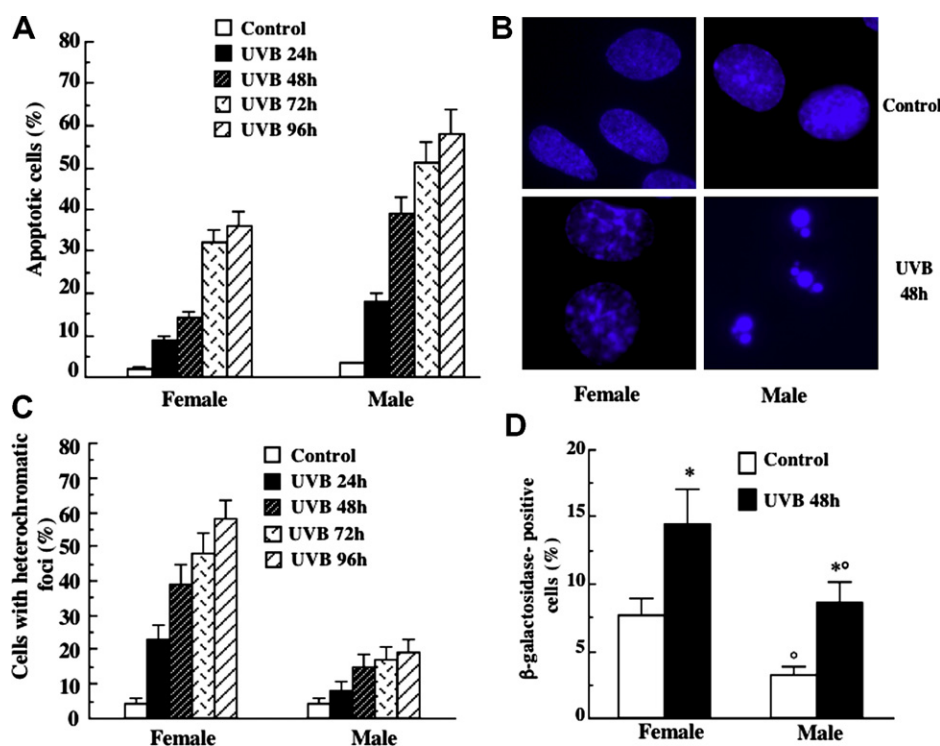 A
Control
UVB 24h
UVB 48h
UVB 72h
UVB 96h
Apoptotic cells (%)
80
70
60
50
40
30
20
10
0
Female
Male
B
Control
UVB
48h
Female
Male
C
Control
UVB 24h
UVB 48h
UVB 72h
UVB 96h
Cells with heterochromatic
foci (%)
80
70
60
50
40
30
20
10
0
Female
Male
D
Control
UVB 48h
β-galactosidase- positive
cells (%)
20
15
10
5
0
*
*°
°
Female
Male